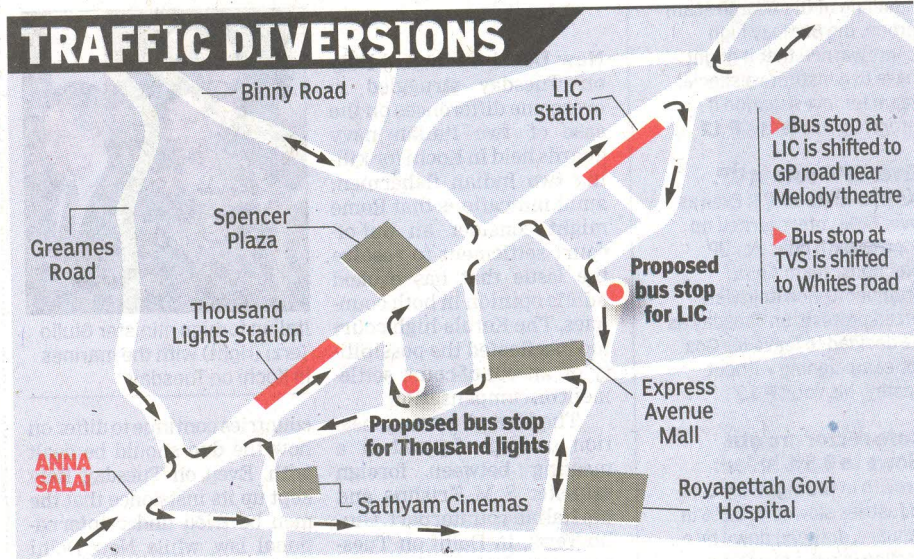 TRAFFIC DIVERSIONS
Binny Road
LIC
Station
Bus stop at
LIC is shifted to
GP road near
Melody theatre
Bus stop at
TVS is shifted
to Whites road
Greames
Road
Spencer
Plaza
Proposed
bus stop
for LIC
Thousand
Lights Station
Express
Avenue
Mall
Proposed bus stop
for Thousand lights
ANNA
SALAI
Sathyam Cinemas
Royapettah Govt
Hospital